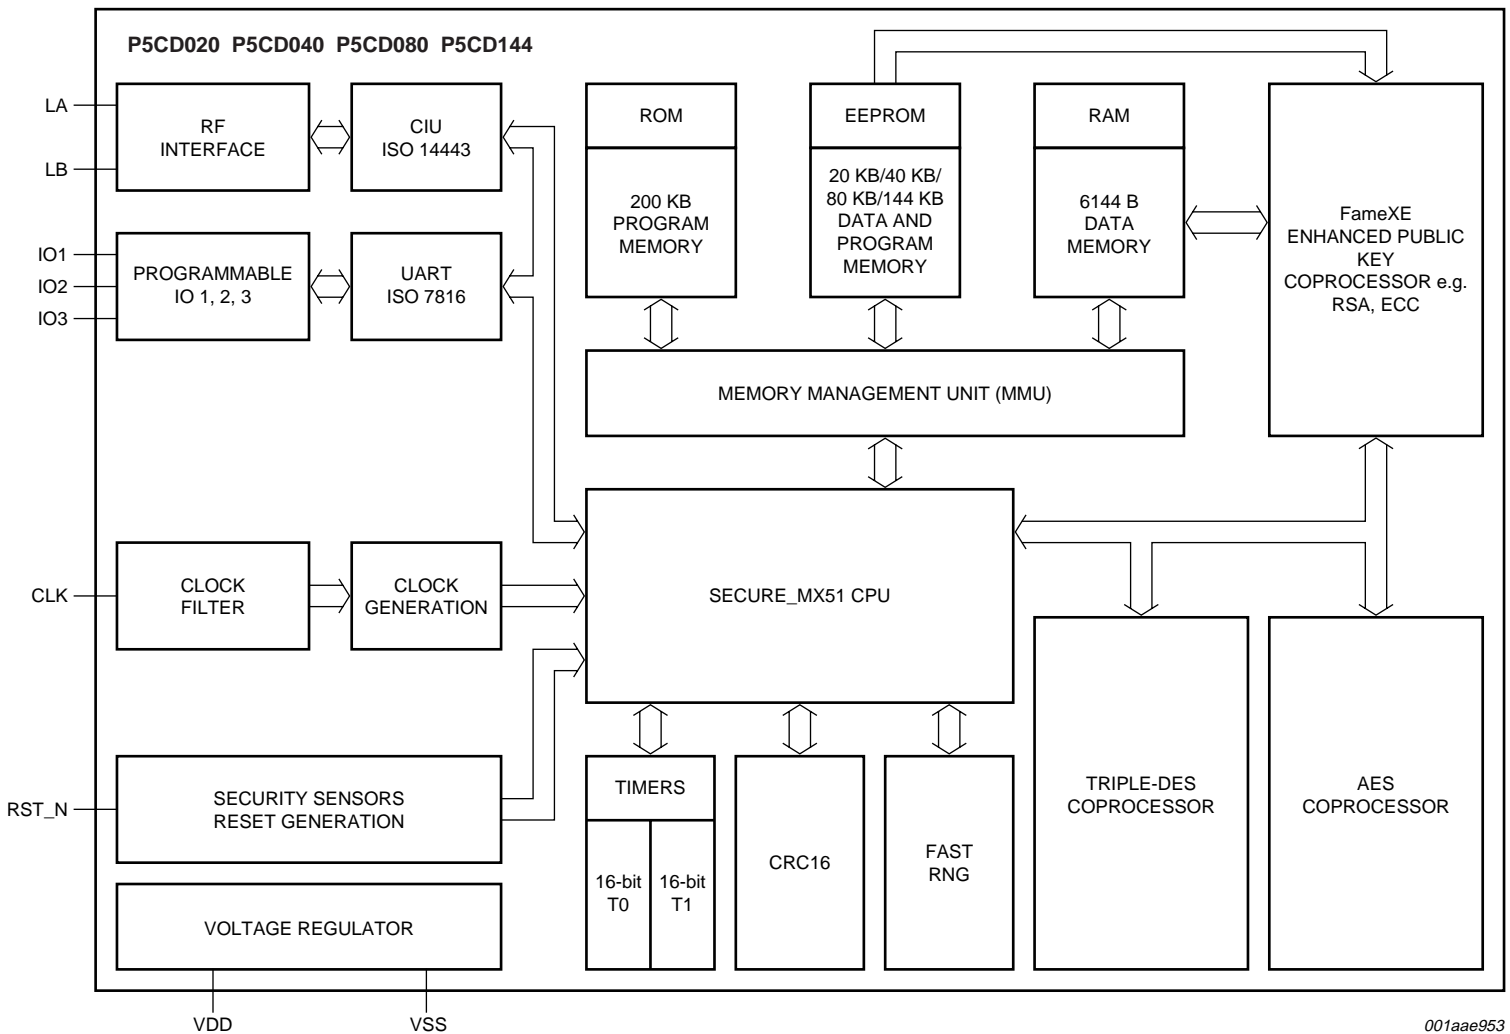 P5CD020 P5CD040 P5CD080 P5CD144
LA
LB
RF
INTERFACE
CIU
ISO 14443
IO1
IO2
IO3
PROGRAMMABLE
IO 1, 2, 3
UART
ISO 7816
ROM
200 KB
PROGRAM
MEMORY
EEPROM
20 KB/40 KB/
80 KB/144 KB
DATA AND
PROGRAM
MEMORY
RAM
6144 B
DATA
MEMORY
FameXE
ENHANCED PUBLIC
KEY
COPROCESSOR e.g.
RSA, ECC
MEMORY MANAGEMENT UNIT (MMU)
CLK
CLOCK
FILTER
CLOCK
GENERATION
SECURE_MX51 CPU
RST_N
SECURITY SENSORS
RESET GENERATION
VOLTAGE REGULATOR
TIMERS
16-bit
T0
16-bit
T1
CRC16
FAST
RNG
TRIPLE-DES
COPROCESSOR
AES
COPROCESSOR
VDD
VSS
001aae953